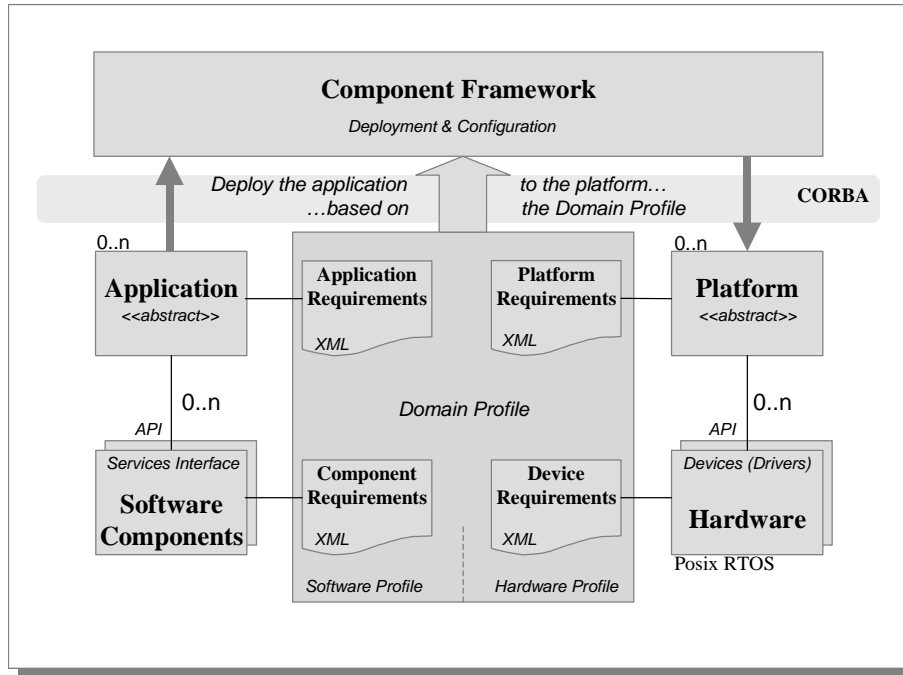 Component Framework
Deployment & Configuration
Deploy the application
to the platform…
…based on
the Domain Profile
CORBA
0..n
0..n
Application
<<abstract>>
Application
Requirements
XML
Platform
Requirements
XML
Platform
<<abstract>>
0..n
0..n
Domain Profile
API
API
Services Interface
Software
Components
Component
Requirements
XML
Device
Requirements
XML
Devices (Drivers)
Hardware
Posix RTOS
Software Profile
Hardware Profile